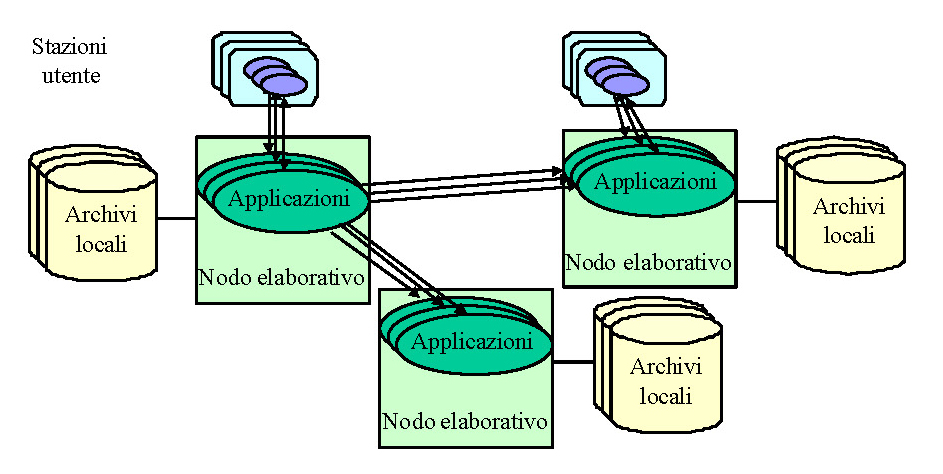 Stazioni
utente
Archivi
locali
Applicazioni
Nodo elaborativo
Applicazioni
Nodo elaborativo
Archivi
locali
Applicazioni
Nodo elaborativo
Archivi
locali